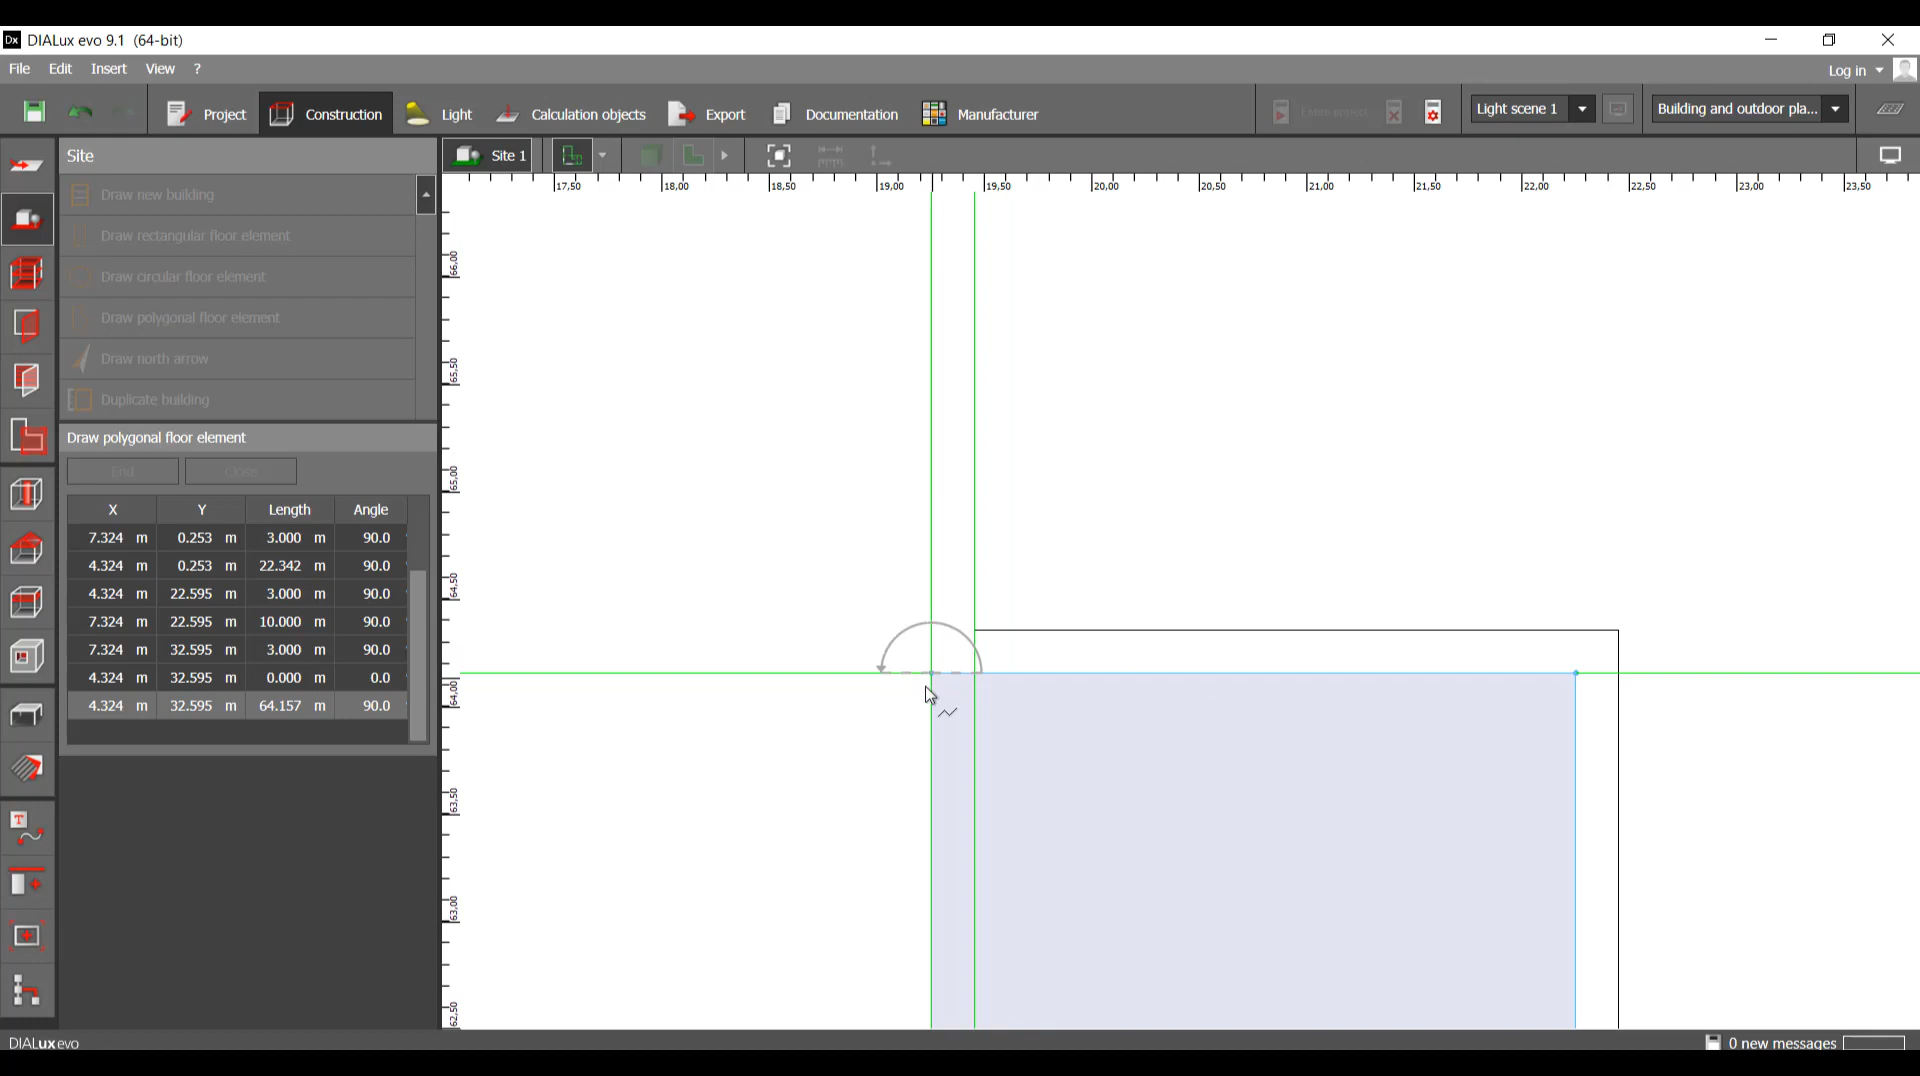 Dx DIALux evo 9.1 (64-bit)
File Edit Insert View ?
Log in
Project Construction Light Calculation objects Export Documentation Manufacturer
Entire project
Light scene 1
Building and outdoor pla...
Site
Site 1
17,50 18,00 18,50 19,00 19,50 20,00 20,50 21,00 21,50 22,00 22,50 23,00 23,50
Draw new building
Draw rectangular floor element
Draw circular floor element
Draw polygonal floor element
Draw north arrow
Duplicate building
Draw polygonal floor element
End Close
X Y Length Angle
7.324 m 0.253 m 3.000 m 90.0
4.324 m 0.253 m 22.342 m 90.0
4.324 m 22.595 m 3.000 m 90.0
7.324 m 22.595 m 10.000 m 90.0
7.324 m 32.595 m 3.000 m 90.0
4.324 m 32.595 m 0.000 m 0.0
4.324 m 32.595 m 64.157 m 90.0
66,00
65,50
65,00
64,50
64,00
63,50
63,00
62,50
T
DIALux evo
0 new messages